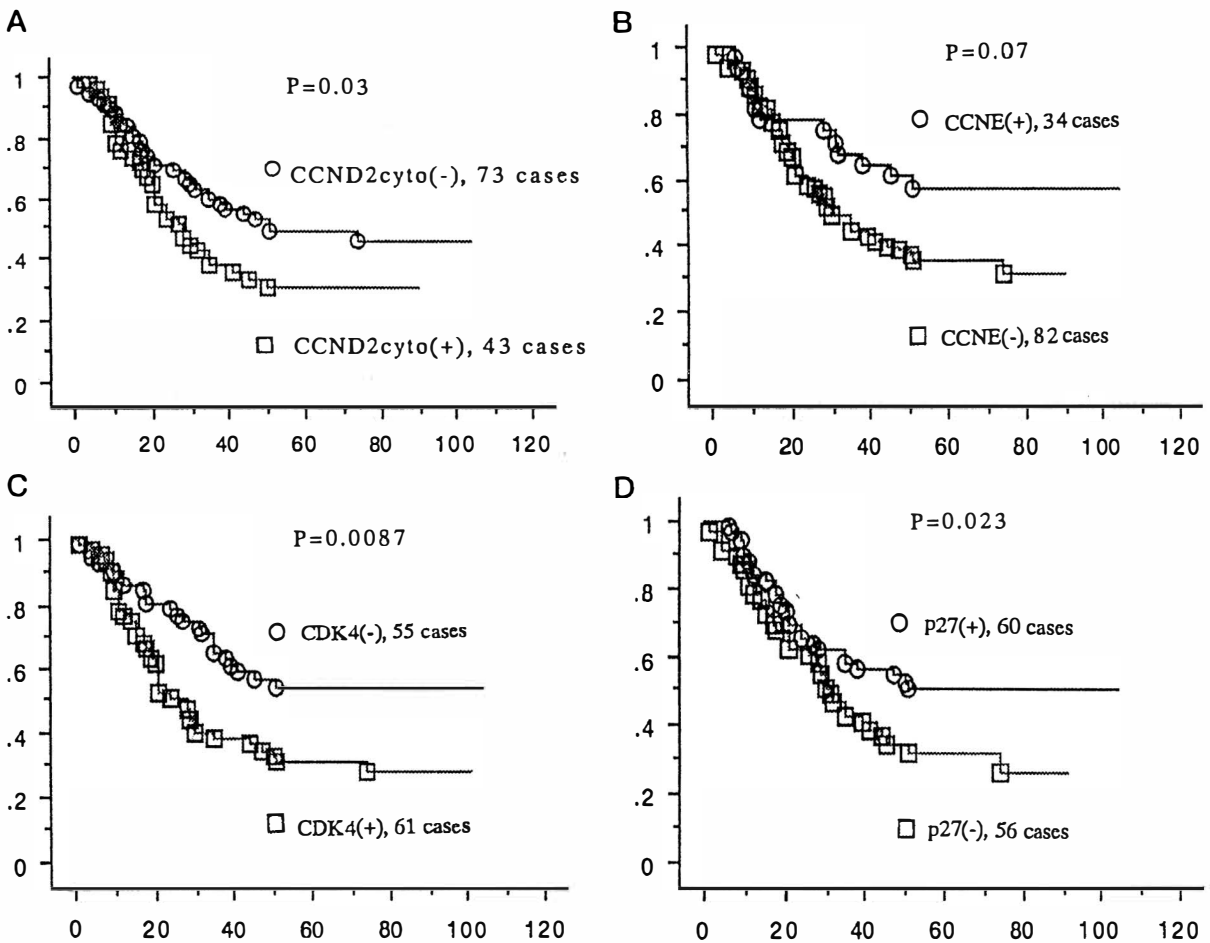 A
P=0.03
CCND2cyto(-), 73 cases
CCND2cyto(+), 43 cases
1
.8
.6
.4
.2
0
0 20 40 60 80 100 120
B
P=0.07
CCNE(+), 34 cases
CCNE(-), 82 cases
1
.8
.6
.4
.2
0
0 20 40 60 80 100 120
C
P=0.0087
CDK4(-), 55 cases
CDK4(+), 61 cases
1
.8
.6
.4
.2
0
0 20 40 60 80 100 120
D
P=0.023
p27(+), 60 cases
p27(-), 56 cases
1
.8
.6
.4
.2
0
0 20 40 60 80 100 120